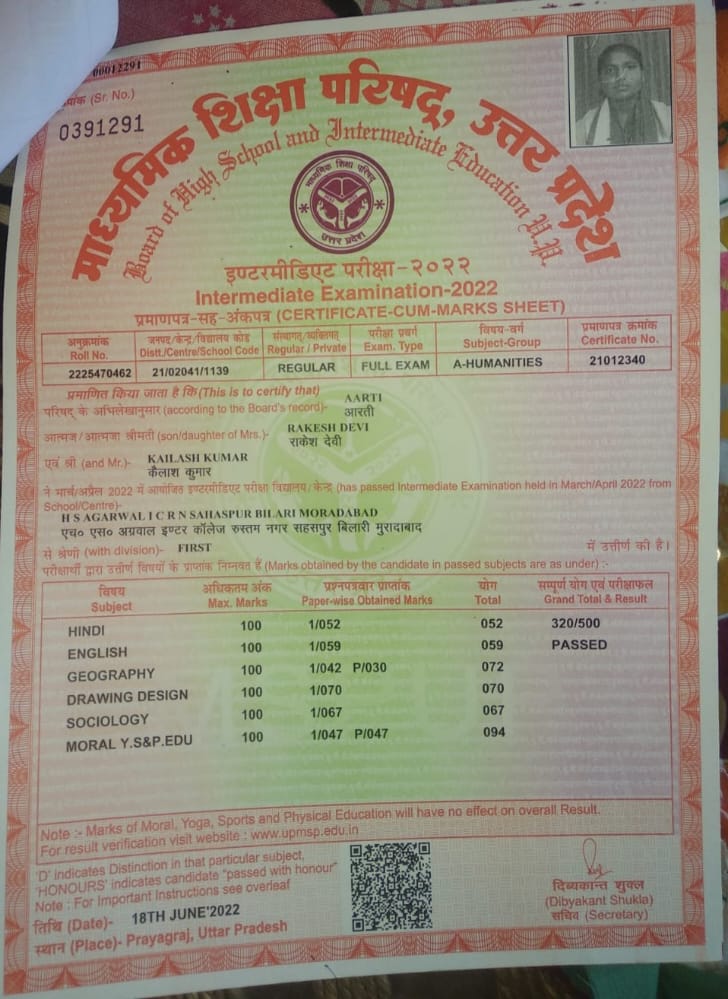 00012291
(Sr. No.)
0391291
माध्यमिक शिक्षा परिषद्, उत्तर प्रदेश
Board of High School and Intermediate Education U.P.
माध्यमिक शिक्षा परिषद्
उत्तर प्रदेश
इण्टरमीडिएट परीक्षा-२०२२
Intermediate Examination-2022
प्रमाणपत्र-सह-अंकपत्र (CERTIFICATE-CUM-MARKS SHEET)
अनुक्रमांक जनपद/केन्द्र/विद्यालय कोड संस्थागत/व्यक्तिगत परीक्षा प्रवर्ग विषय-वर्ग प्रमाणपत्र क्रमांक
Roll No. Distt./Centre/School Code Regular / Private Exam. Type Subject-Group Certificate No.
2225470462 21/02041/1139 REGULAR FULL EXAM A-HUMANITIES 21012340
प्रमाणित किया जाता है कि (This is to certify that) AARTI
परिषद् के अभिलेखानुसार (according to the Board's record)- आरती
आत्मज/आत्मजा श्रीमती (son/daughter of Mrs.)- RAKESH DEVI
राकेश देवी
एवं श्री (and Mr.)- KAILASH KUMAR
कैलाश कुमार
ने मार्च/अप्रैल 2022 में आयोजित इण्टरमीडिएट परीक्षा विद्यालय/केन्द्र (has passed Intermediate Examination held in March/April 2022 from
School/Centre)-
H S AGARWAL I C R N SAHASPUR BILARI MORADABAD
एच० एस० अग्रवाल इण्टर कॉलेज रुस्तम नगर सहसपुर बिलारी मुरादाबाद
से श्रेणी (with division)- FIRST में उत्तीर्ण की है।
परीक्षार्थी द्वारा उत्तीर्ण विषयों के प्राप्तांक निम्नवत हैं (Marks obtained by the candidate in passed subjects are as under) :-
विषय अधिकतम अंक प्रश्नपत्रवार प्राप्तांक योग सम्पूर्ण योग एवं परीक्षाफल
Subject Max. Marks Paper-wise Obtained Marks Total Grand Total & Result
HINDI 100 1/052 052 320/500
ENGLISH 100 1/059 059 PASSED
GEOGRAPHY 100 1/042 P/030 072
DRAWING DESIGN 100 1/070 070
SOCIOLOGY 100 1/067 067
MORAL Y.S&P.EDU 100 1/047 P/047 094
Note :- Marks of Moral, Yoga, Sports and Physical Education will have no effect on overall Result.
For result verification visit website : www.upmsp.edu.in
'D' indicates Distinction in that particular subject,
'HONOURS' indicates candidate "passed with honour"
Note : For Important Instructions see overleaf
तिथि (Date)- 18TH JUNE'2022
स्थान (Place)- Prayagraj, Uttar Pradesh
दिव्यकान्त शुक्ल
(Dibyakant Shukla)
सचिव (Secretary)